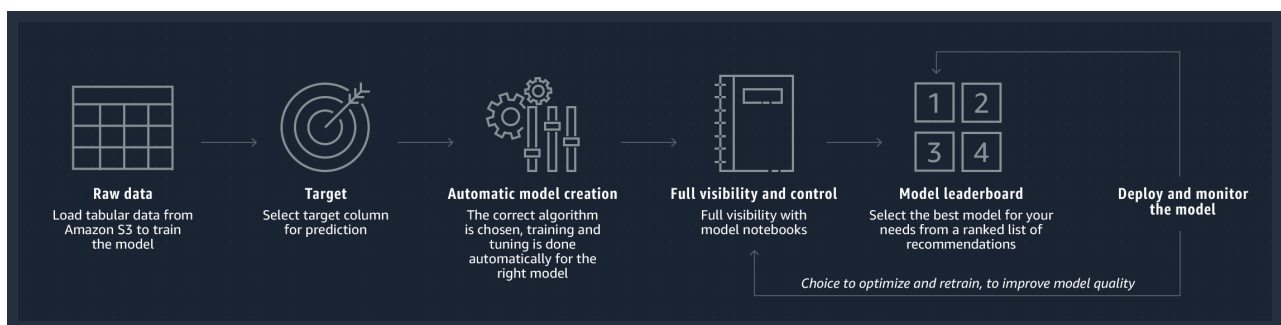 Raw data
Load tabular data from
Amazon S3 to train
the model
Target
Select target column
for prediction
Automatic model creation
The correct algorithm
is chosen, training and
tuning is done
automatically for the
right model
Full visibility and control
Full visibility with
model notebooks
1 2
3 4
Model leaderboard
Select the best model for your
needs from a ranked list of
recommendations
Deploy and monitor
the model
Choice to optimize and retrain, to improve model quality